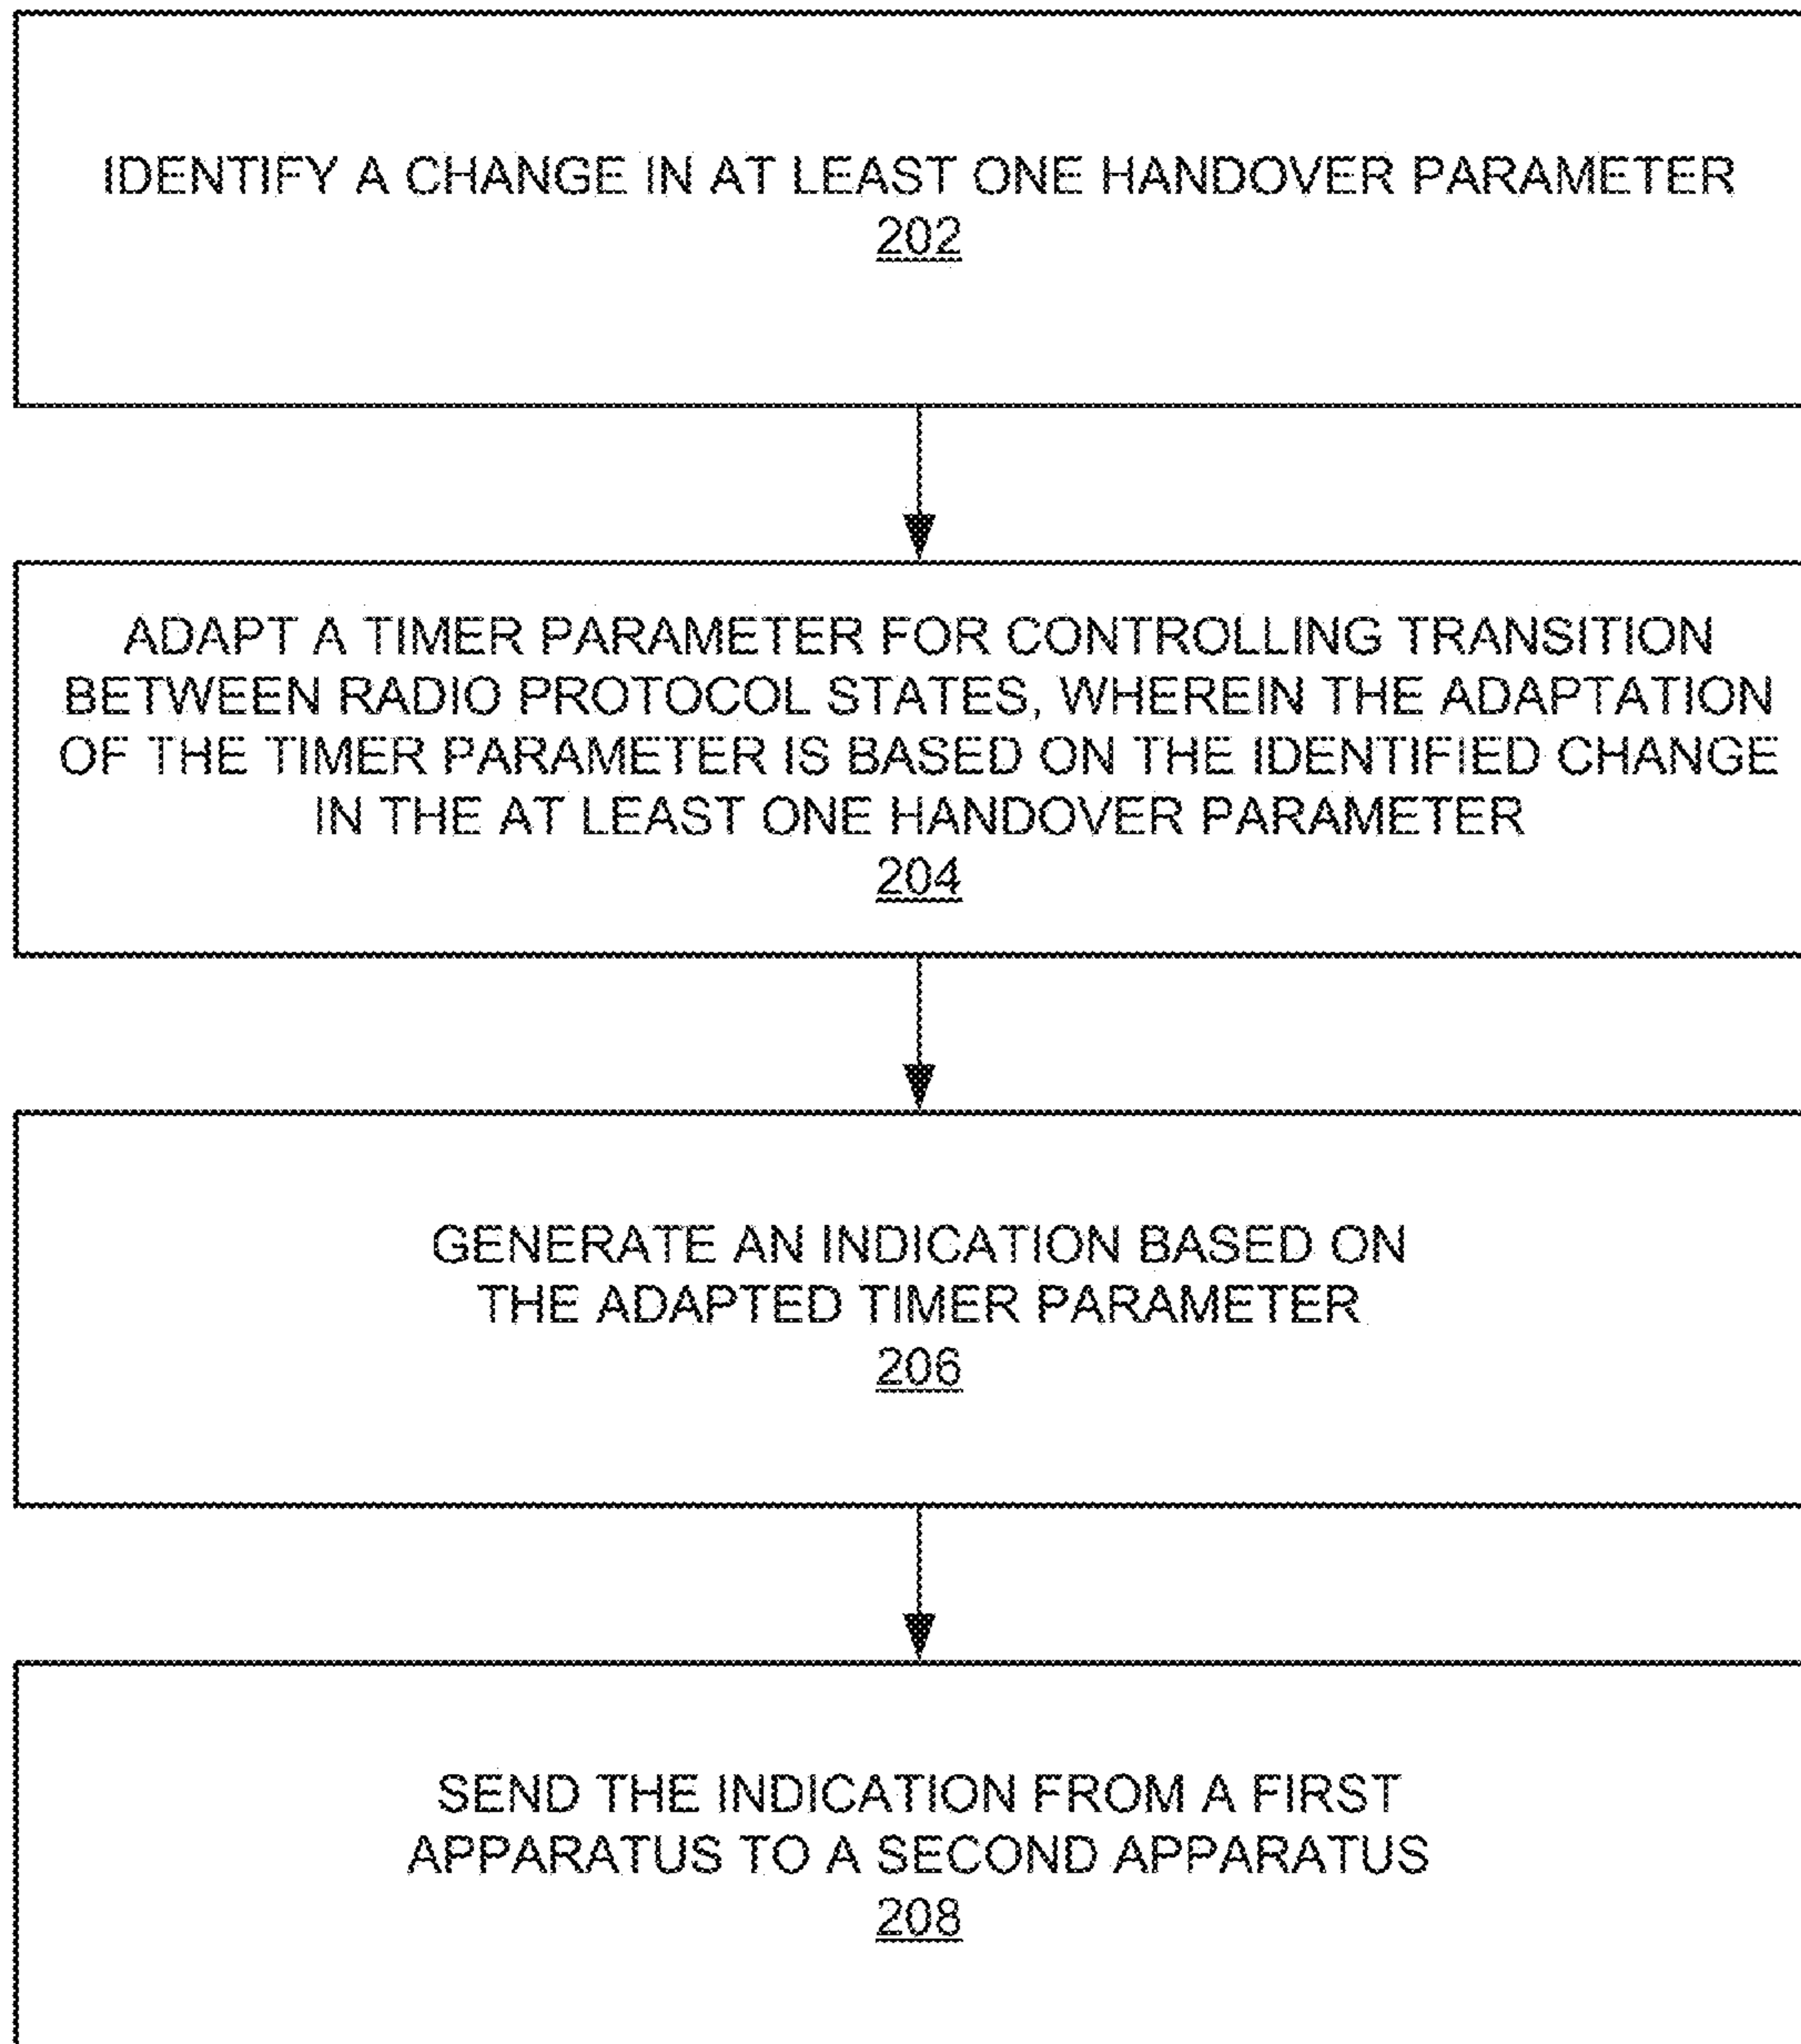 IDENTIFY A CHANGE IN AT LEAST ONE HANDOVER PARAMETER
202
ADAPT A TIMER PARAMETER FOR CONTROLLING TRANSITION
BETWEEN RADIO PROTOCOL STATES, WHEREIN THE ADAPTATION
OF THE TIMER PARAMETER IS BASED ON THE IDENTIFIED CHANGE
IN THE AT LEAST ONE HANDOVER PARAMETER
204
GENERATE AN INDICATION BASED ON
THE ADAPTED TIMER PARAMETER
206
SEND THE INDICATION FROM A FIRST
APPARATUS TO A SECOND APPARATUS
208